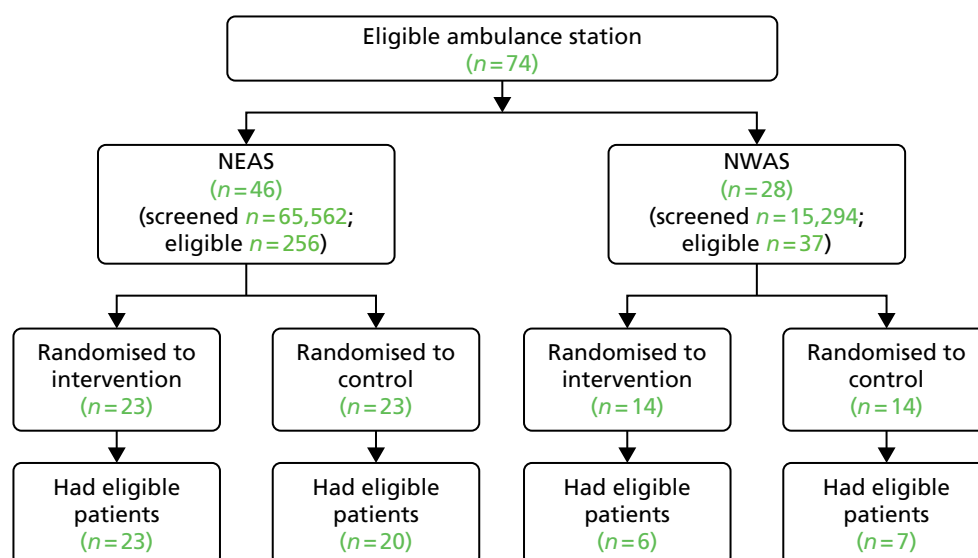 Eligible ambulance station
(n=74)
NEAS
(n=46)
(screened n=65,562;
eligible n=256)
NWAS
(n=28)
(screened n=15,294;
eligible n=37)
Randomised to
intervention
(n=23)
Randomised to
control
(n=23)
Randomised to
intervention
(n=14)
Randomised to
control
(n=14)
Had eligible
patients
(n=23)
Had eligible
patients
(n=20)
Had eligible
patients
(n=6)
Had eligible
patients
(n=7)